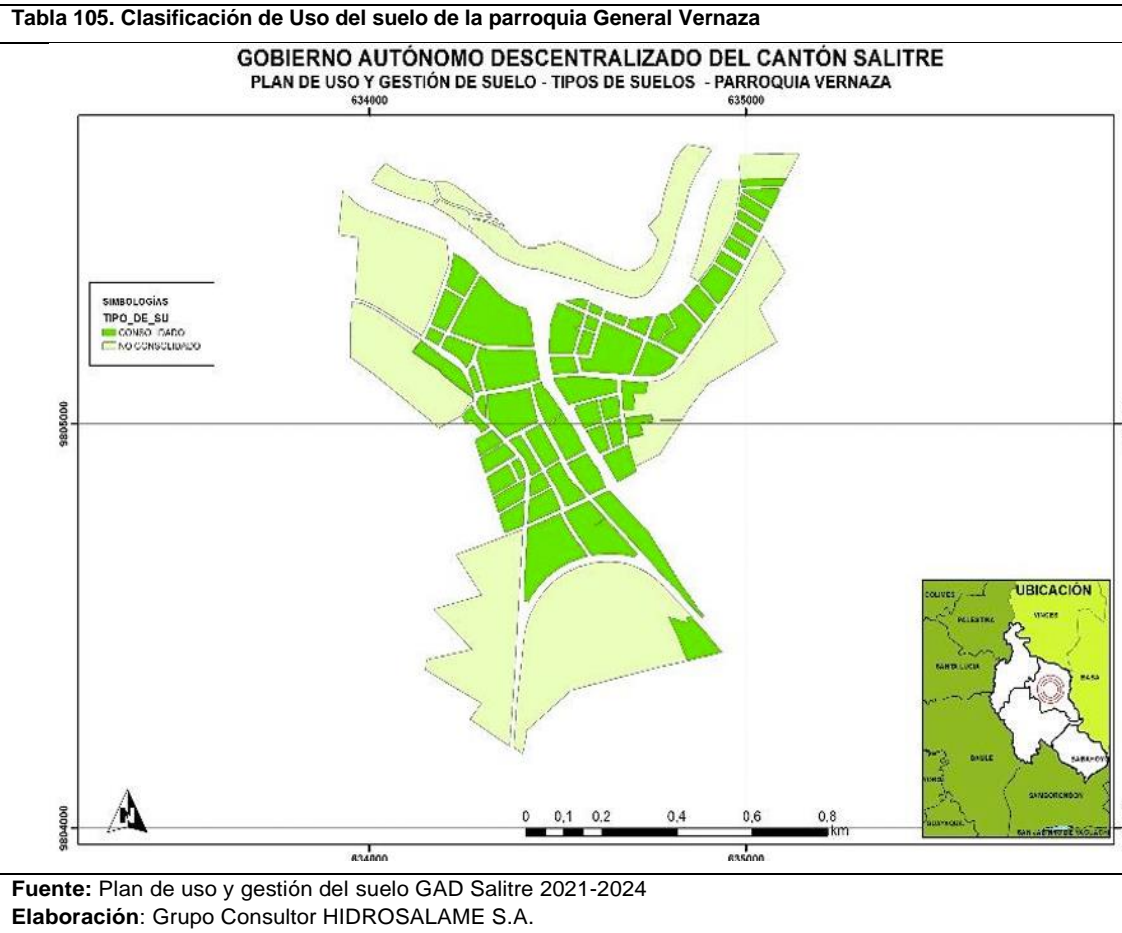 Tabla 105. Clasificación de Uso del suelo de la parroquia General Vernaza
GOBIERNO AUTÓNOMO DESCENTRALIZADO DEL CANTÓN SALITRE
PLAN DE USO Y GESTIÓN DE SUELO - TIPOS DE SUELOS - PARROQUIA VERNAZA
634000
635000
SIMBOLOGÍAS
TIPO_DE_SU
NO CONSOLIDADO
9805000
UBICACIÓN
COLIMES
VINCES
PALESTINA
SANTA LUCIA
BABA
DAULE
BABAHOYO
SAMBORONDON
9804000
0 0,1 0,2 0,4 0,6 0,8
km
N
634000
635000
Fuente: Plan de uso y gestión del suelo GAD Salitre 2021-2024
Elaboración: Grupo Consultor HIDROSALAME S.A.